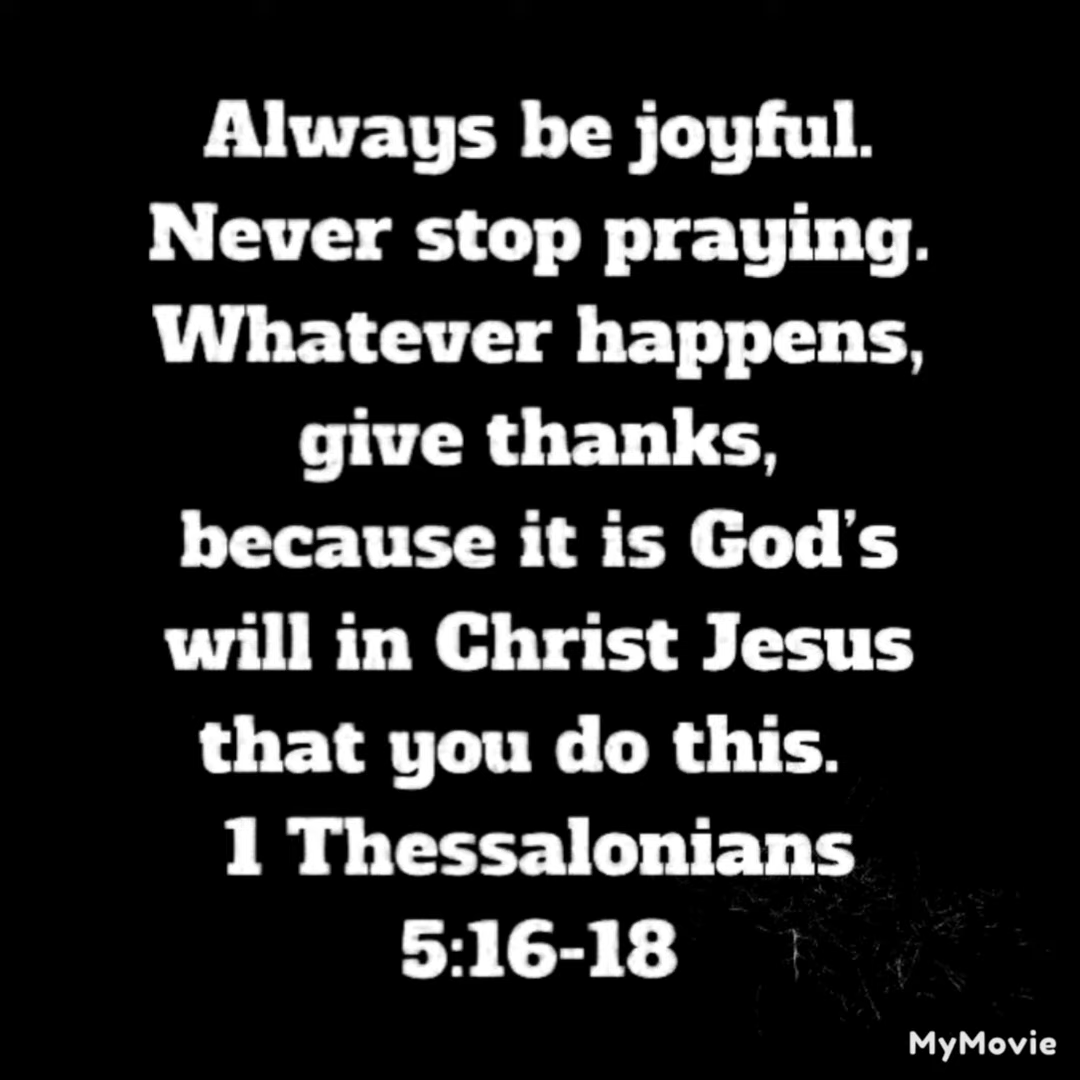 Always be joyful.
Never stop praying.
Whatever happens,
give thanks,
because it is God’s
will in Christ Jesus
that you do this.
1 Thessalonians
5:16-18
MyMovie